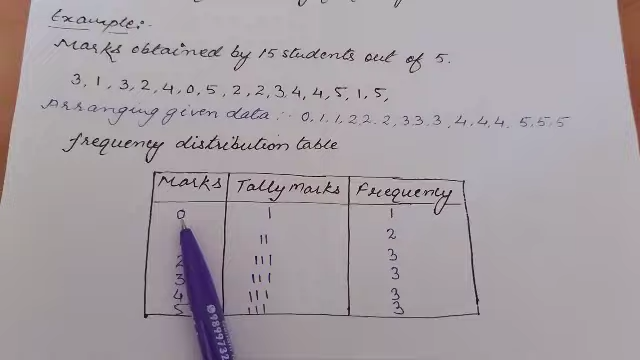 Example:-
Marks obtained by 15 students out of 5.
3, 1, 3, 2, 4, 0, 5, 2, 2, 3, 4, 4, 5, 1, 5,
Arranging given data :- 0, 1, 1, 2, 2, 2, 3, 3, 3, 4, 4, 4, 5, 5, 5
frequency distribution table
Marks Tally marks Frequency
0 | 1
|| 2
2 ||| 3
3 ||| 3
4 ||| 3
5 ||| 3